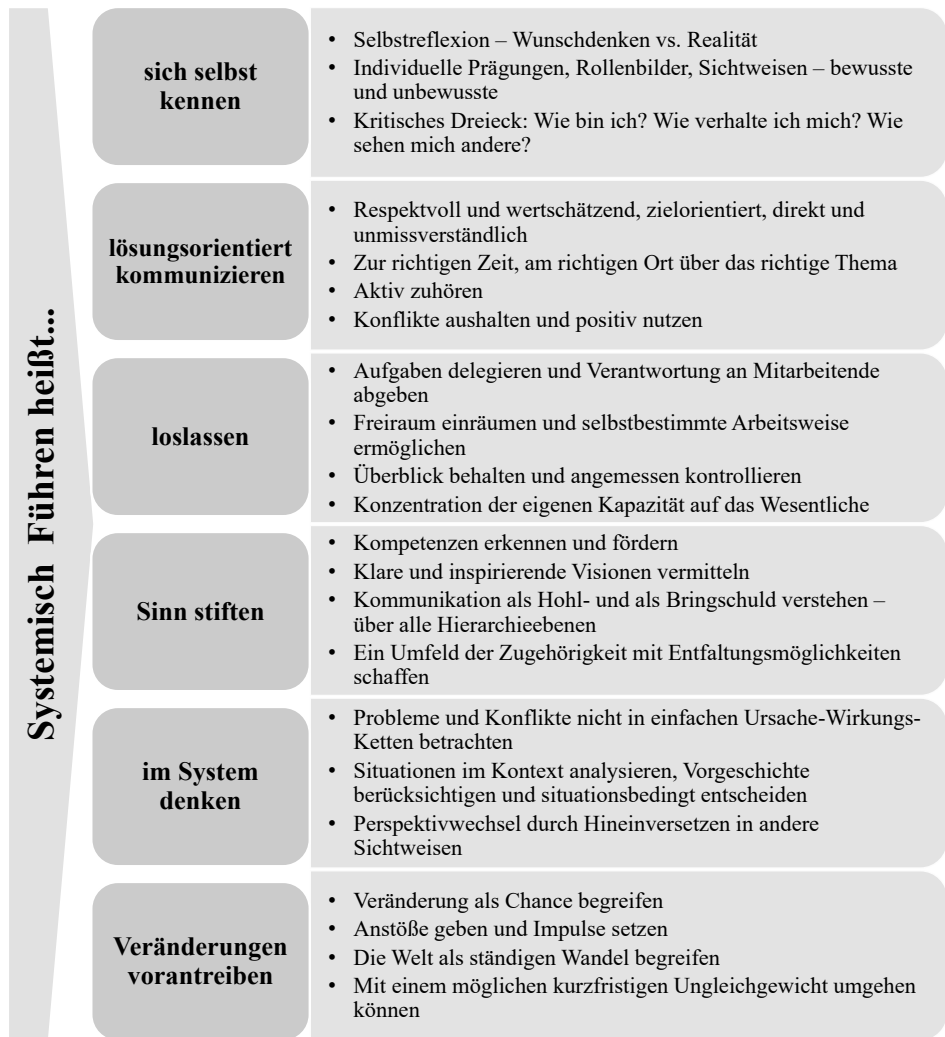 Systemisch Führen heißt...
sich selbst
kennen
• Selbstreflexion – Wunschdenken vs. Realität
• Individuelle Prägungen, Rollenbilder, Sichtweisen – bewusste
und unbewusste
• Kritisches Dreieck: Wie bin ich? Wie verhalte ich mich? Wie
sehen mich andere?
lösungsorientiert
kommunizieren
• Respektvoll und wertschätzend, zielorientiert, direkt und
unmissverständlich
• Zur richtigen Zeit, am richtigen Ort über das richtige Thema
• Aktiv zuhören
• Konflikte aushalten und positiv nutzen
loslassen
• Aufgaben delegieren und Verantwortung an Mitarbeitende
abgeben
• Freiraum einräumen und selbstbestimmte Arbeitsweise
ermöglichen
• Überblick behalten und angemessen kontrollieren
• Konzentration der eigenen Kapazität auf das Wesentliche
Sinn stiften
• Kompetenzen erkennen und fördern
• Klare und inspirierende Visionen vermitteln
• Kommunikation als Hohl- und als Bringschuld verstehen –
über alle Hierarchieebenen
• Ein Umfeld der Zugehörigkeit mit Entfaltungsmöglichkeiten
schaffen
im System
denken
• Probleme und Konflikte nicht in einfachen Ursache-Wirkungs-
Ketten betrachten
• Situationen im Kontext analysieren, Vorgeschichte
berücksichtigen und situationsbedingt entscheiden
• Perspektivwechsel durch Hineinversetzen in andere
Sichtweisen
Veränderungen
vorantreiben
• Veränderung als Chance begreifen
• Anstöße geben und Impulse setzen
• Die Welt als ständigen Wandel begreifen
• Mit einem möglichen kurzfristigen Ungleichgewicht umgehen
können